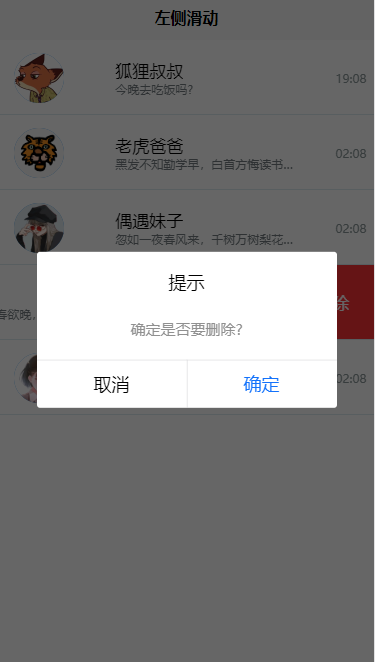 左侧滑动
狐狸叔叔
19:08
今晚去吃饭吗?
老虎爸爸
02:08
黑发不知勤学早，白首方悔读书...
偶遇妹子
02:08
忽如一夜春风来，千树万树梨花...
提示
除
春欲晚，
确定是否要删除?
02:08
取消
确定